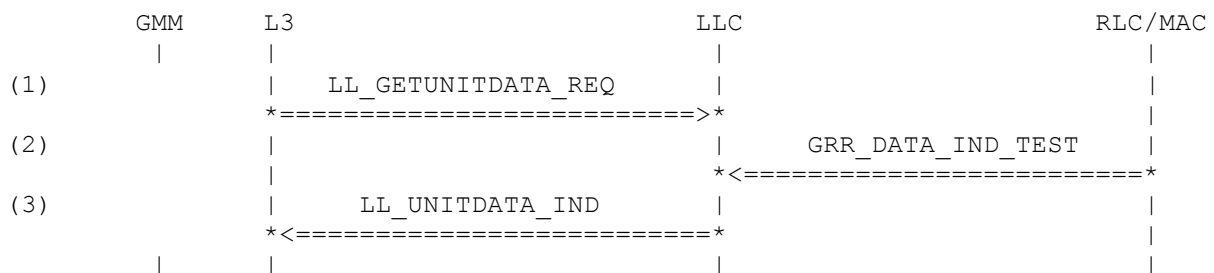 GMM L3 LLC RLC/MAC
(1) LL_GETUNITDATA_REQ
(2) GRR_DATA_IND_TEST
(3) LL_UNITDATA_IND